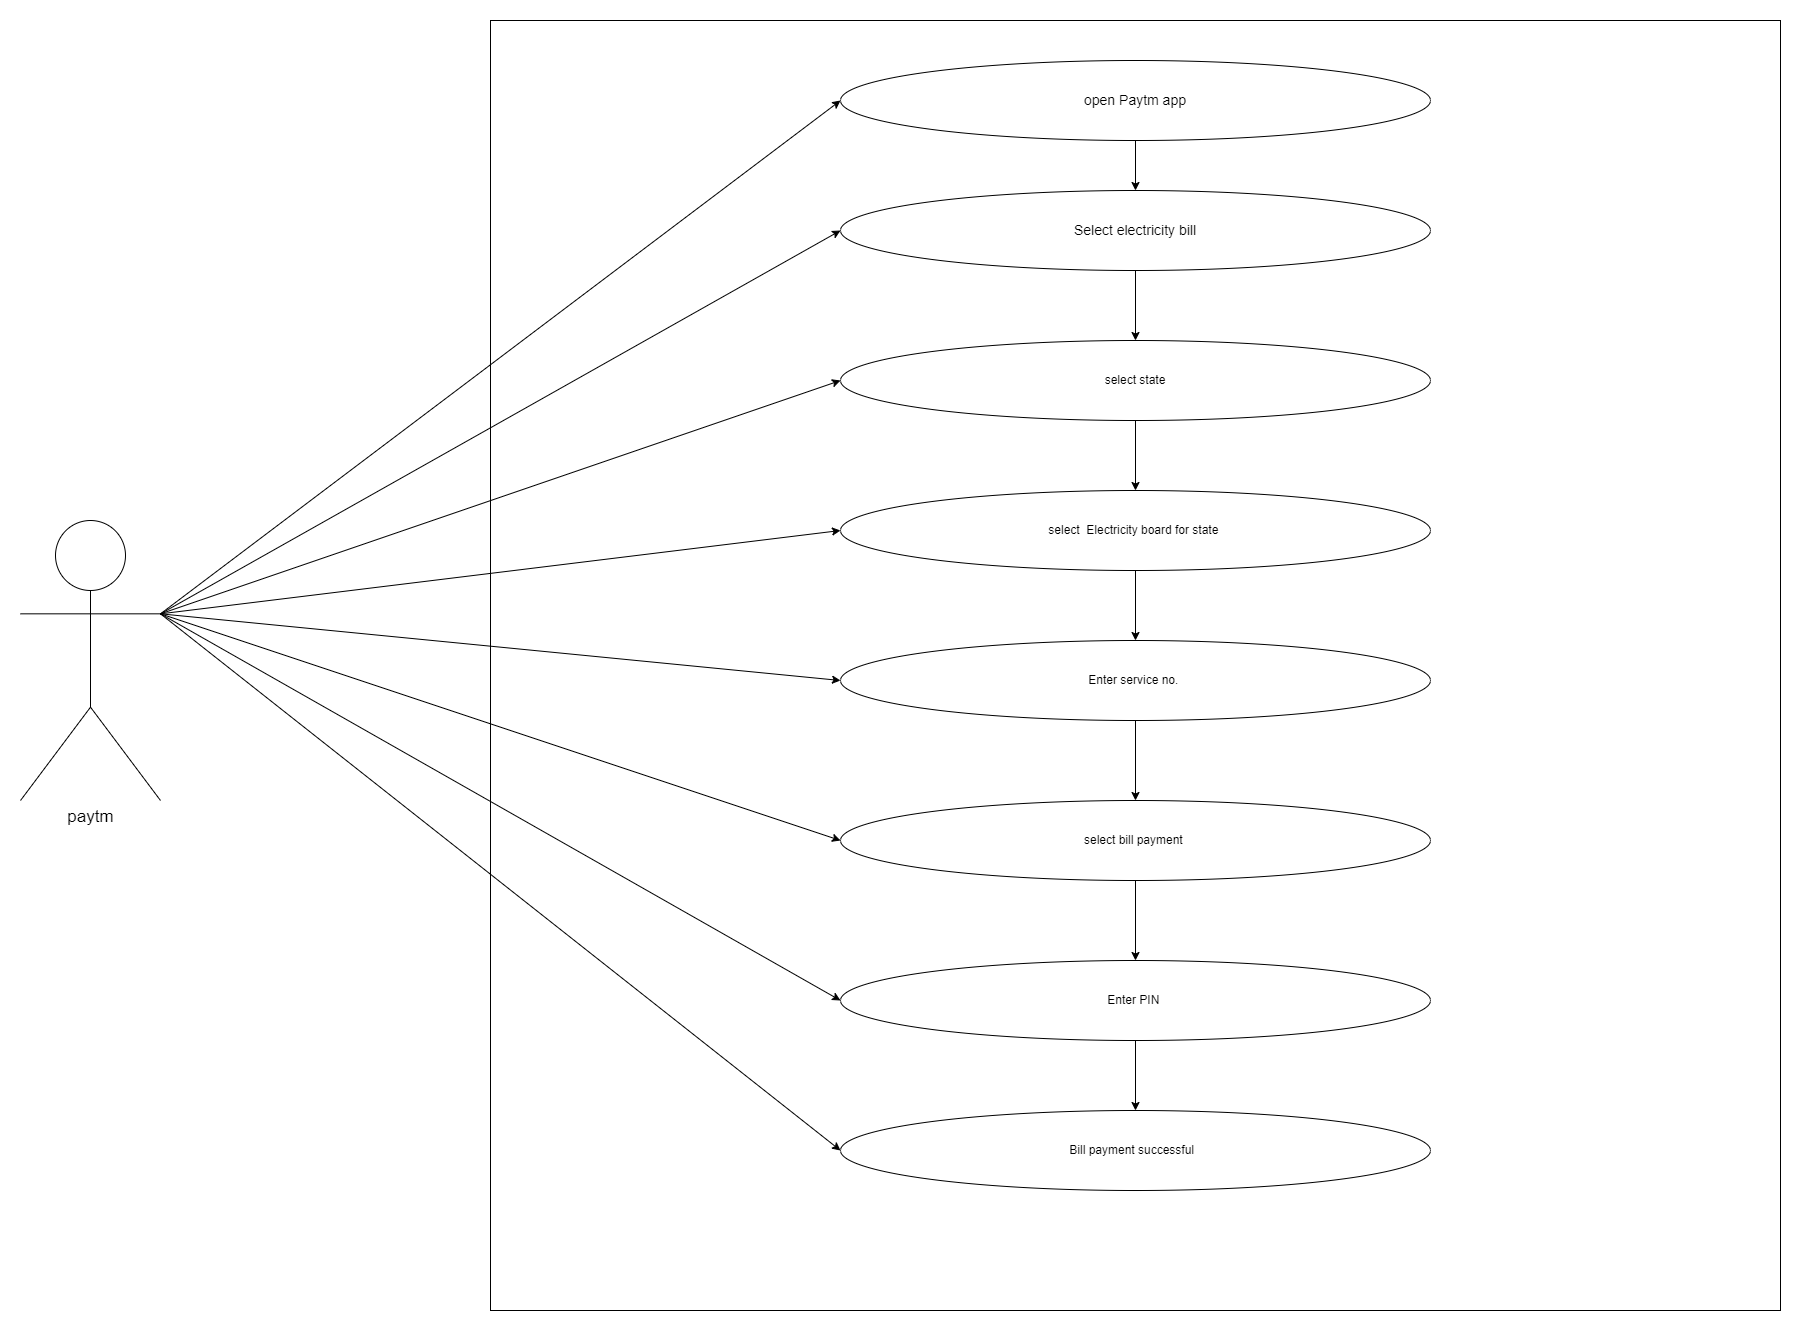 open Paytm app
Select electricity bill
select state
select  Electricity board for state
Enter service no.
paytm
select bill payment
Enter PIN
Bill payment successful